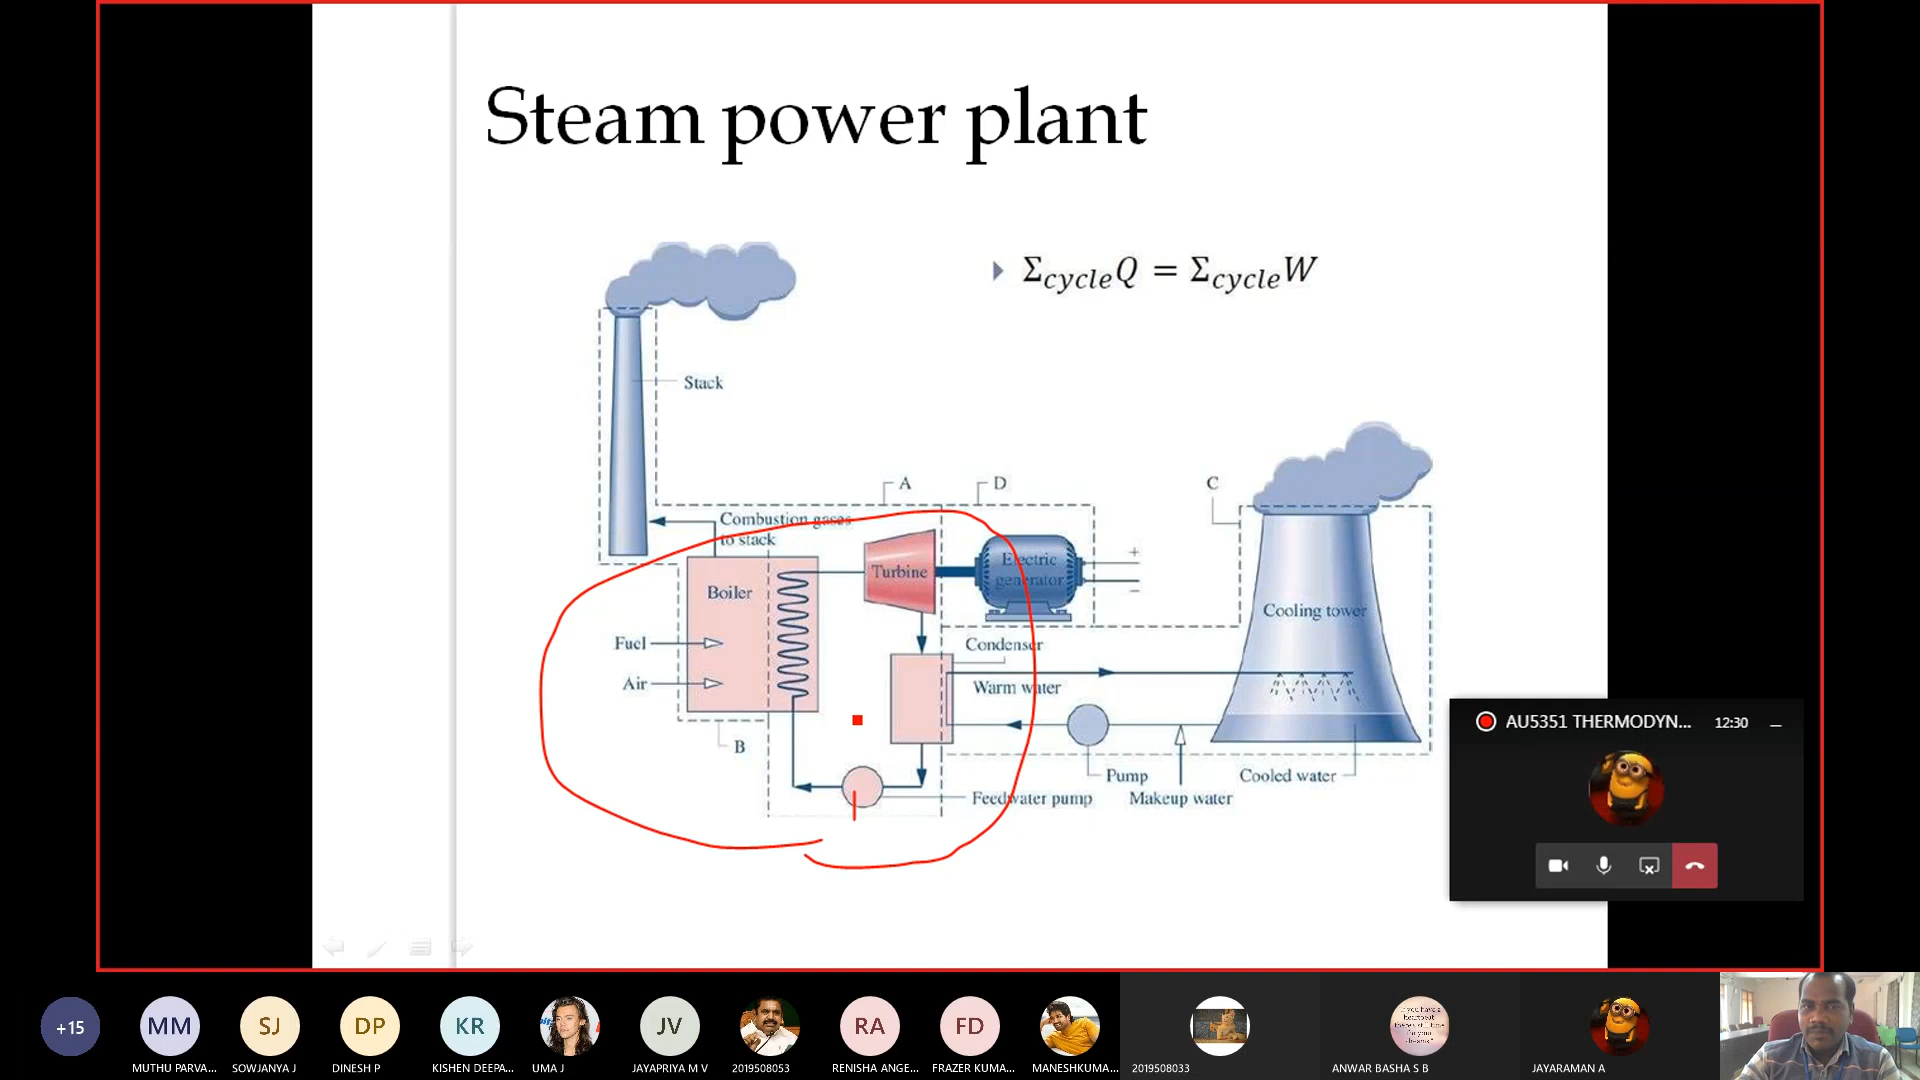 Steam power plant
Σcycle Q = Σcycle W
Stack
A
D
C
Combustion gases
to stack
Turbine
Electric
generator
Boiler
Cooling tower
Fuel
Condenser
Air
Warm water
B
Pump
Cooled water
Feedwater pump
Makeup water
+
−
AU5351 THERMODYN...
12:30
+15
MM
SJ
DP
KR
JV
RA
FD
MUTHU PARVA...
SOWJANYA J
DINESH P
KISHEN DEEPA...
UMA J
JAYAPRIYA M V
2019508053
RENISHA ANGE...
FRAZER KUMA...
MANESHKUMA...
2019508033
ANWAR BASHA S B
JAYARAMAN A